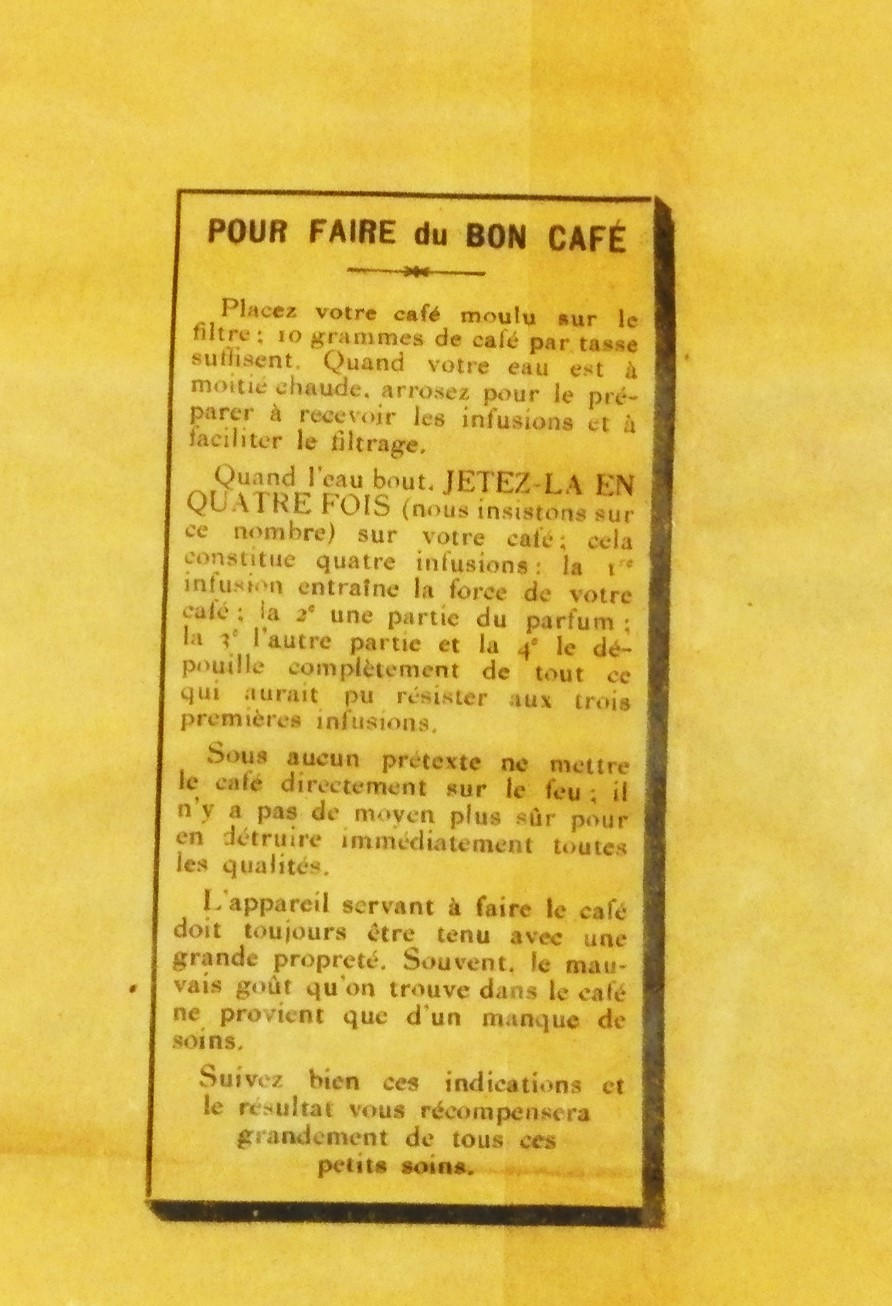 POUR FAIRE du BON CAFÉ
Placez votre café moulu sur le
filtre ; 10 grammes de café par tasse
suffisent. Quand votre eau est à
moitié chaude, arrosez pour le pré-
parer à recevoir les infusions et à
faciliter le filtrage.
Quand l'eau bout, JETEZ-LA EN
QUATRE FOIS (nous insistons sur
ce nombre) sur votre café ; cela
constitue quatre infusions : la 1re
infusion entraîne la force de votre
café ; la 2e une partie du parfum ;
la 3e l'autre partie et la 4e le dé-
pouille complètement de tout ce
qui aurait pu résister aux trois
premières infusions.
Sous aucun prétexte ne mettre
le café directement sur le feu ; il
n'y a pas de moyen plus sûr pour
en détruire immédiatement toutes
les qualités.
L'appareil servant à faire le café
doit toujours être tenu avec une
grande propreté. Souvent, le mau-
vais goût qu'on trouve dans le café
ne provient que d'un manque de
soins.
Suivez bien ces indications et
le résultat vous récompensera
grandement de tous ces
petits soins.